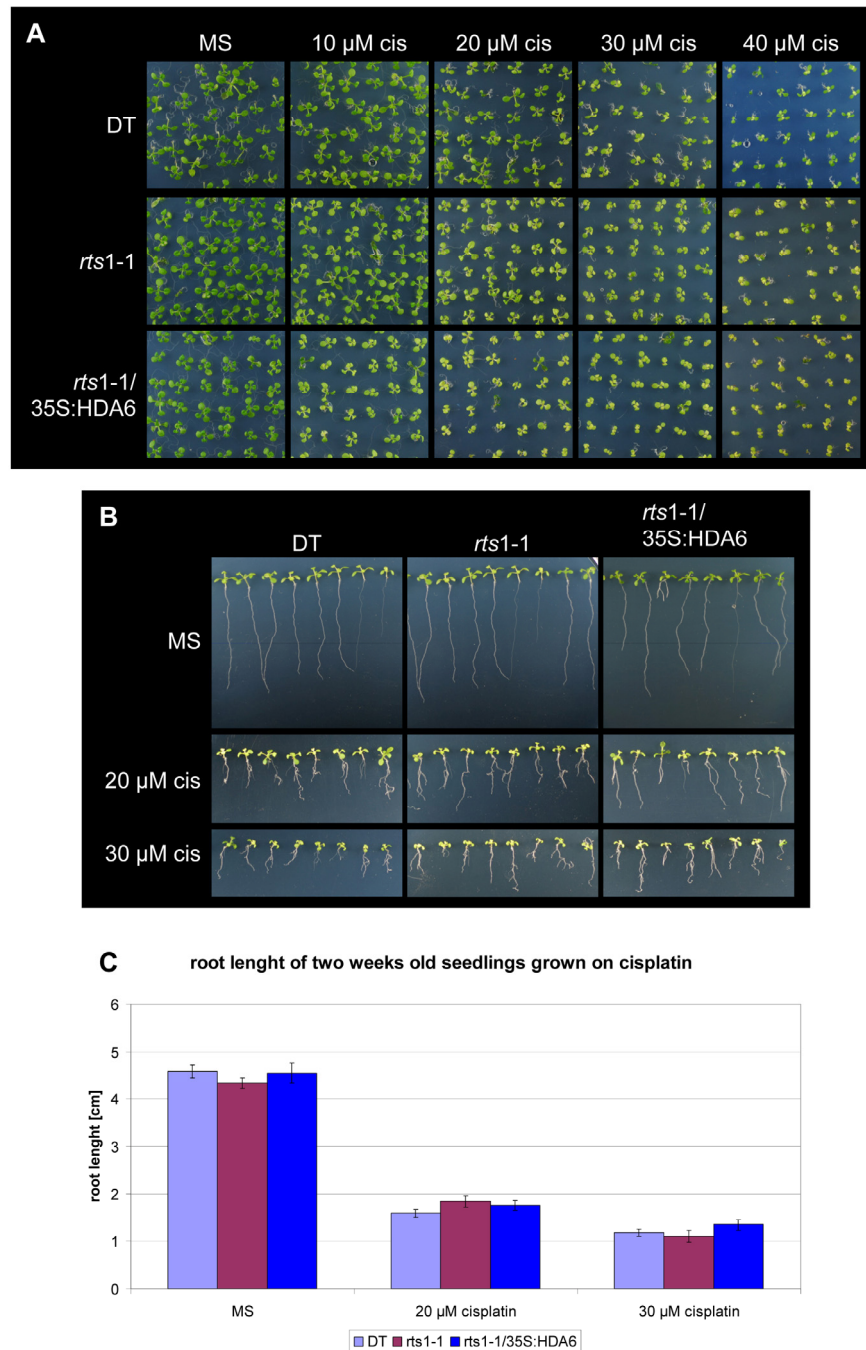 A
MS
10 µM cis
20 µM cis
30 µM cis
40 µM cis
DT
rts1-1
rts1-1/
35S:HDA6
B
DT
rts1-1
rts1-1/
35S:HDA6
MS
20 µM cis
30 µM cis
C
root lenght of two weeks old seedlings grown on cisplatin
root lenght [cm]
6
5
4
3
2
1
0
MS
20 µM cisplatin
30 µM cisplatin
DT
rts1-1
rts1-1/35S:HDA6